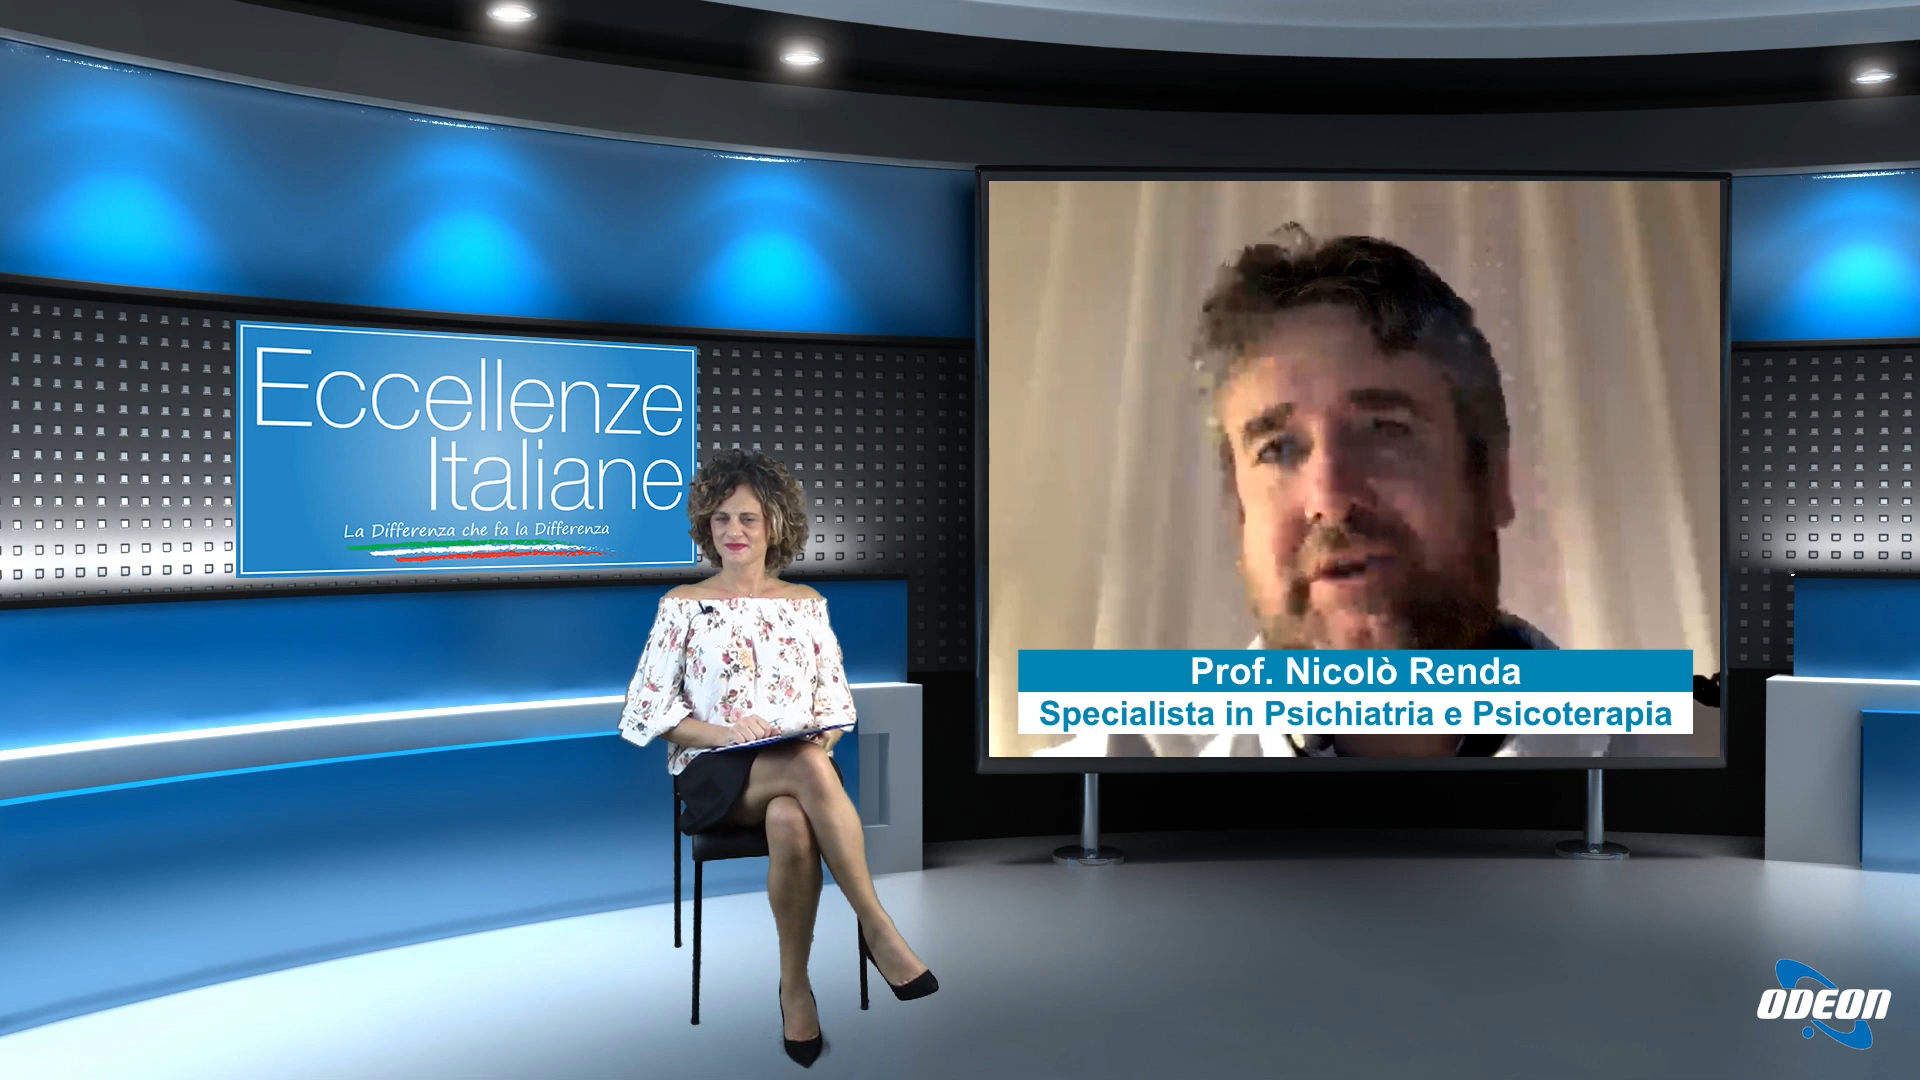 Eccellenze
Italiane
La Differenza che fa la Differenza
Prof. Nicolò Renda
Specialista in Psichiatria e Psicoterapia
ODEON